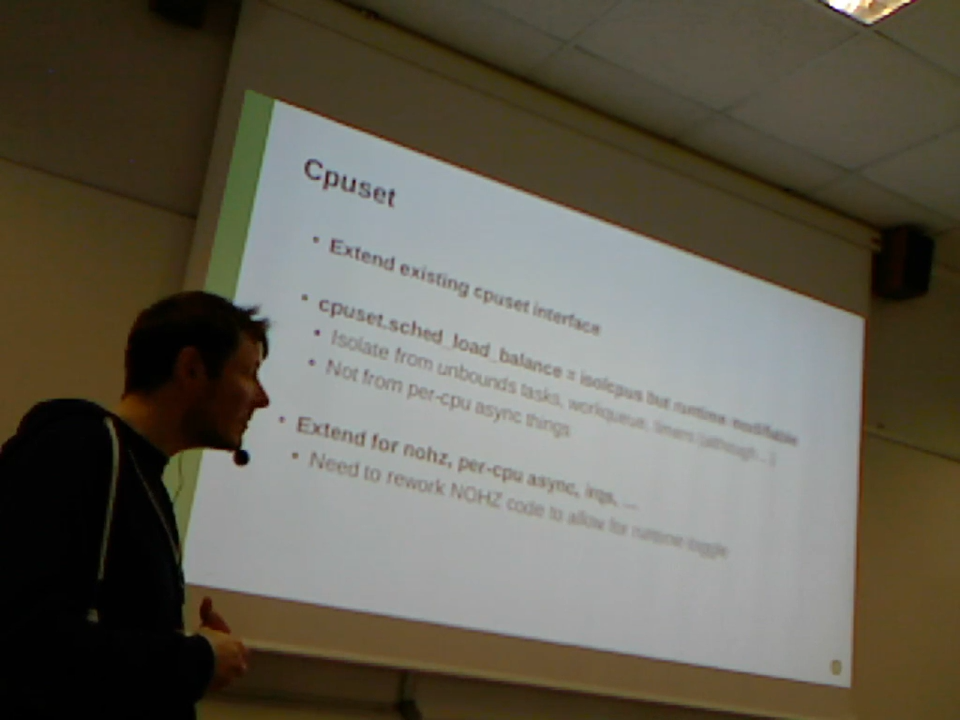 Cpuset
• Extend existing cpuset interface
• cpuset.sched_load_balance = isolcpus but runtime modifiable
• Isolate from unbounds tasks, workqueue, timers (although...)
• Not from per-cpu async things
• Extend for nohz, per-cpu async, irqs, ...
• Need to rework NOHZ code to allow for runtime toggle